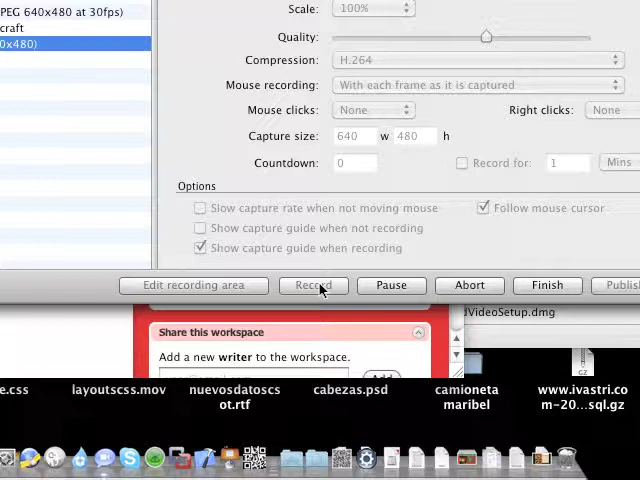 PEG 640x480 at 30fps)
Scale: 100%
craft
Quality:
0x480)
Compression: H.264
Mouse recording: With each frame as it is captured
Mouse clicks: None Right clicks: None
Capture size: 640 w 480 h
Countdown: 0 Record for: 1 Mins
Options
Slow capture rate when not moving mouse Follow mouse cursor
Show capture guide when not recording
Show capture guide when recording
Edit recording area Record Pause Abort Finish Publis
dVideoSetup.dmg
Share this workspace
Add a new writer to the workspace.
Add
GZ
e.css layoutscss.mov nuevosdatosc ot.rtf cabezas.psd camioneta maribel www.ivastri.co m-20...sql.gz